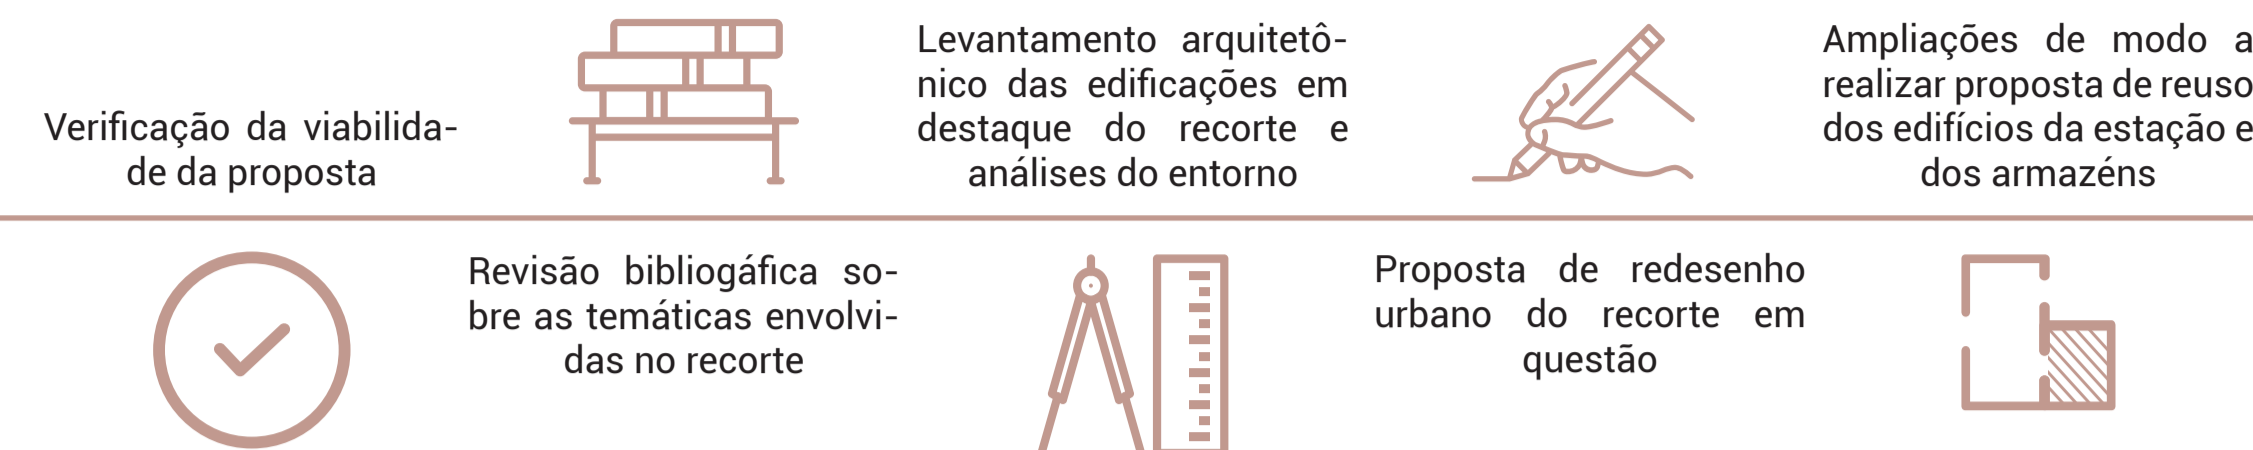 Verificação da viabilida-
de da proposta
Revisão bibliogáfica so-
bre as temáticas envolvi-
das no recorte
Levantamento arquitetô-
nico das edificações em
destaque do recorte e
análises do entorno
Proposta de redesenho
urbano do recorte em
questão
Ampliações de modo a
realizar proposta de reuso
dos edifícios da estação e
dos armazéns